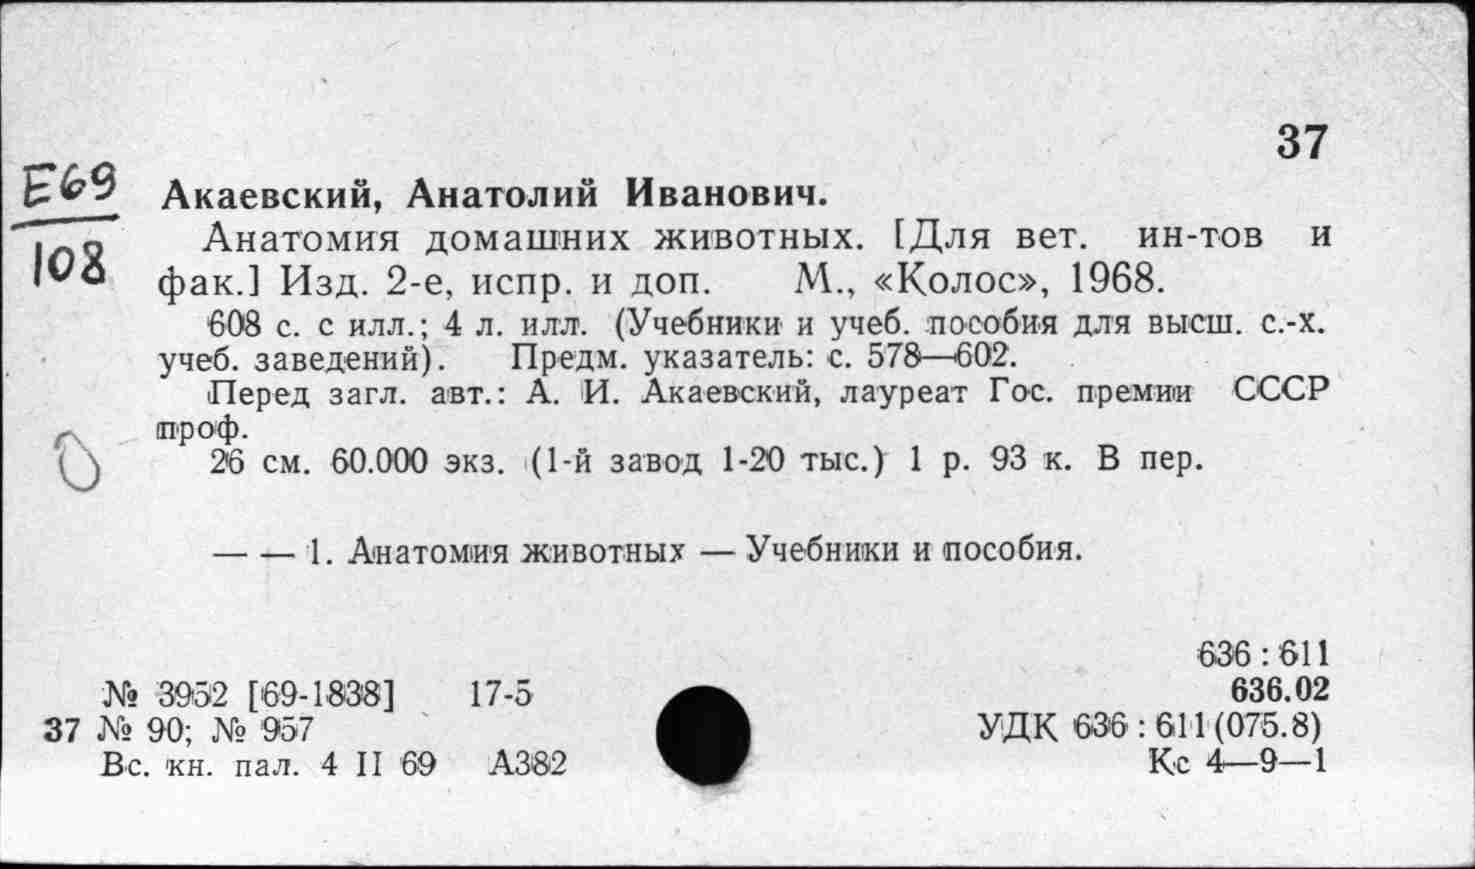 37
Е69
108
Акаевский, Анатолий Иванович.
Анатомия домашних животных. [Для вет. ин-тов и
фак.] Изд. 2-е, испр. и доп. М., «Колос», 1968.
608 с. с илл.; 4 л. илл. (Учебники и учеб. пособия для высш. с.-х.
учеб. заведений). Предм. указатель: с. 578—602.
Перед загл. авт.: А. И. Акаевский, лауреат Гос. премии СССР
проф.
26 см. 60.000 экз. (1-й завод 1-20 тыс.) 1 р. 93 к. В пер.
— — 1. Анатомия животных — Учебники и пособия.
636 : 611
№ 3952 [69-1838] 17-5 636.02
37 № 90; № 957 УДК 636 : 611(075.8)
Вс. кн. пал. 4 II 69 А382 Кс 4—9—1